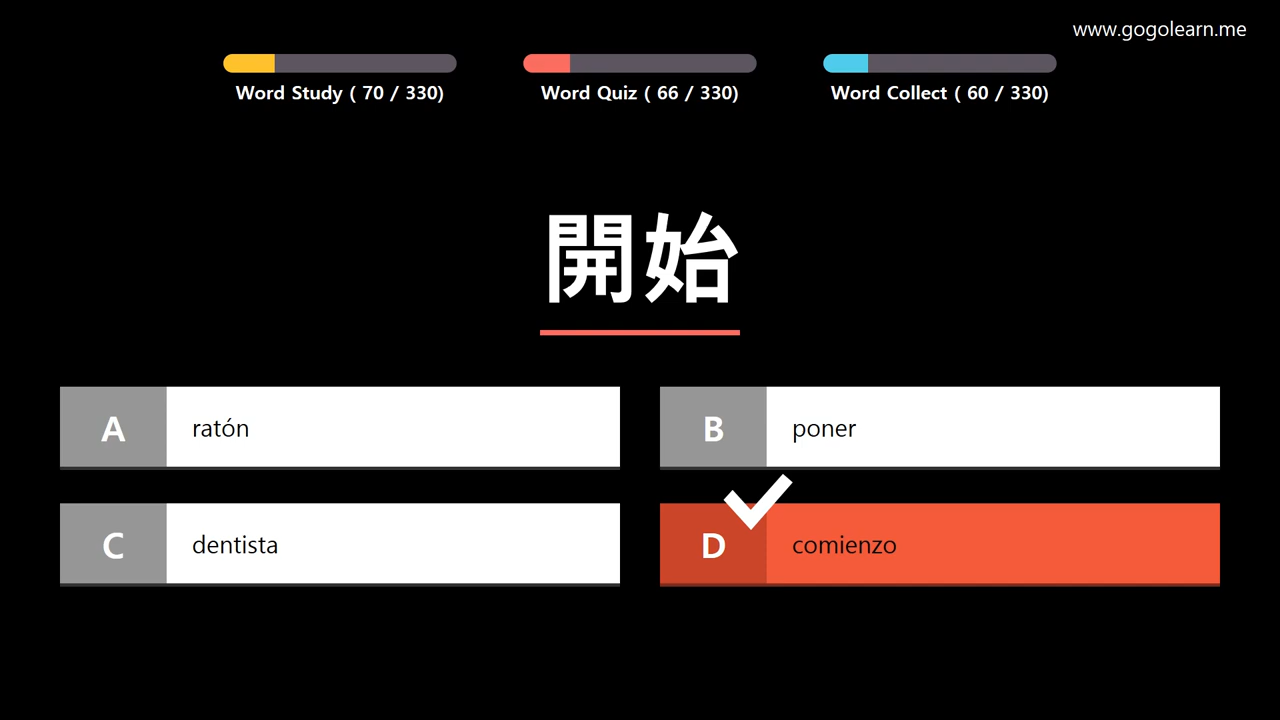 www.gogolearn.me
Word Study ( 70 / 330)
Word Quiz ( 66 / 330)
Word Collect ( 60 / 330)
開始
A ratón
B poner
C dentista
D comienzo